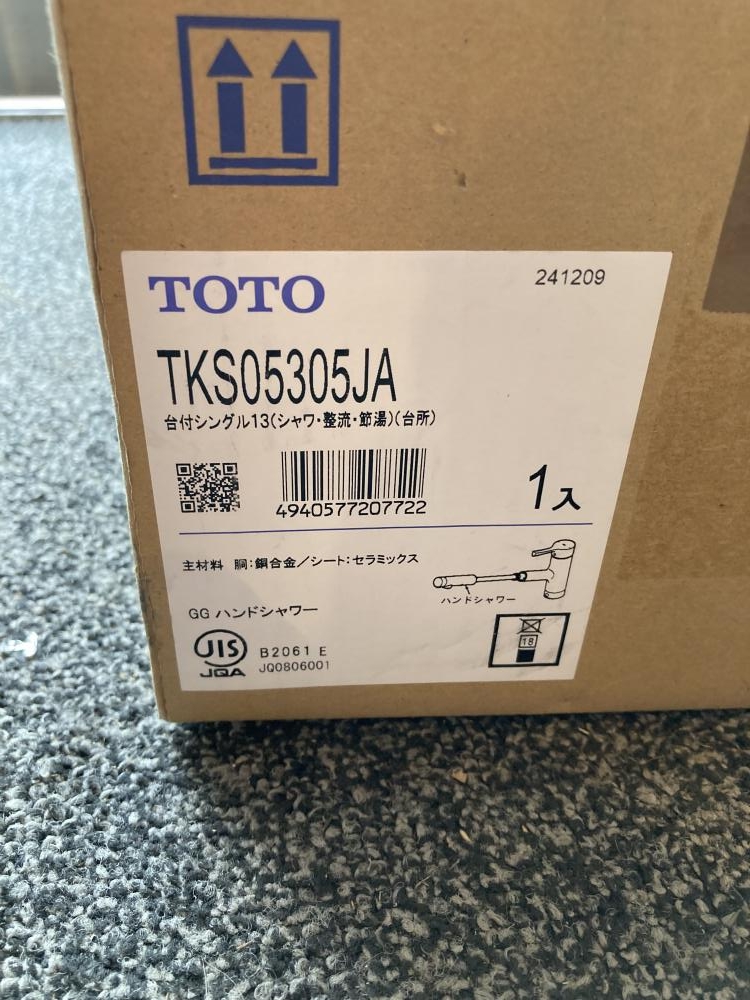 TOTO
241209
TKS05305JA
台付シングル13(シャワ・整流・節湯)(台所)
4940577207722
1入
主材料 胴:銅合金/シート:セラミックス
ハンドシャワー
GG ハンドシャワー
JIS
JQA
B2061 E
JQ0806001
18